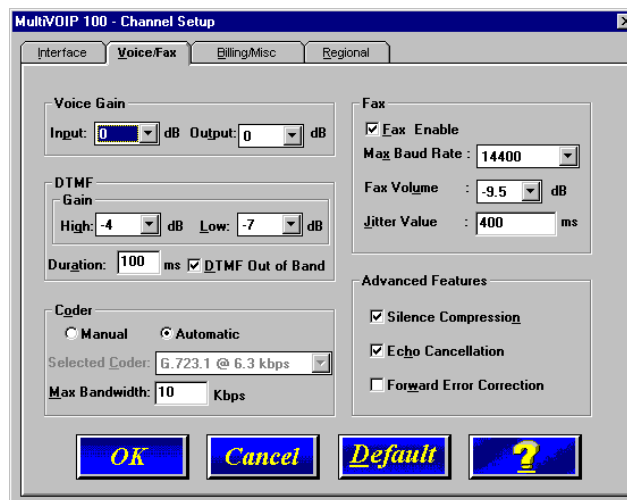 MultiVOIP 100 - Channel Setup
Interface Voice/Fax Billing/Misc Regional
Voice Gain
Input: 0 dB Output: 0 dB
DTMF
Gain
High: -4 dB Low: -7 dB
Duration: 100 ms DTMF Out of Band
Coder
Manual Automatic
Selected Coder: G.723.1 @ 6.3 kbps
Max Bandwidth: 10 Kbps
Fax
Fax Enable
Max Baud Rate : 14400
Fax Volume : -9.5 dB
Jitter Value : 400 ms
Advanced Features
Silence Compression
Echo Cancellation
Forward Error Correction
OK Cancel Default ?